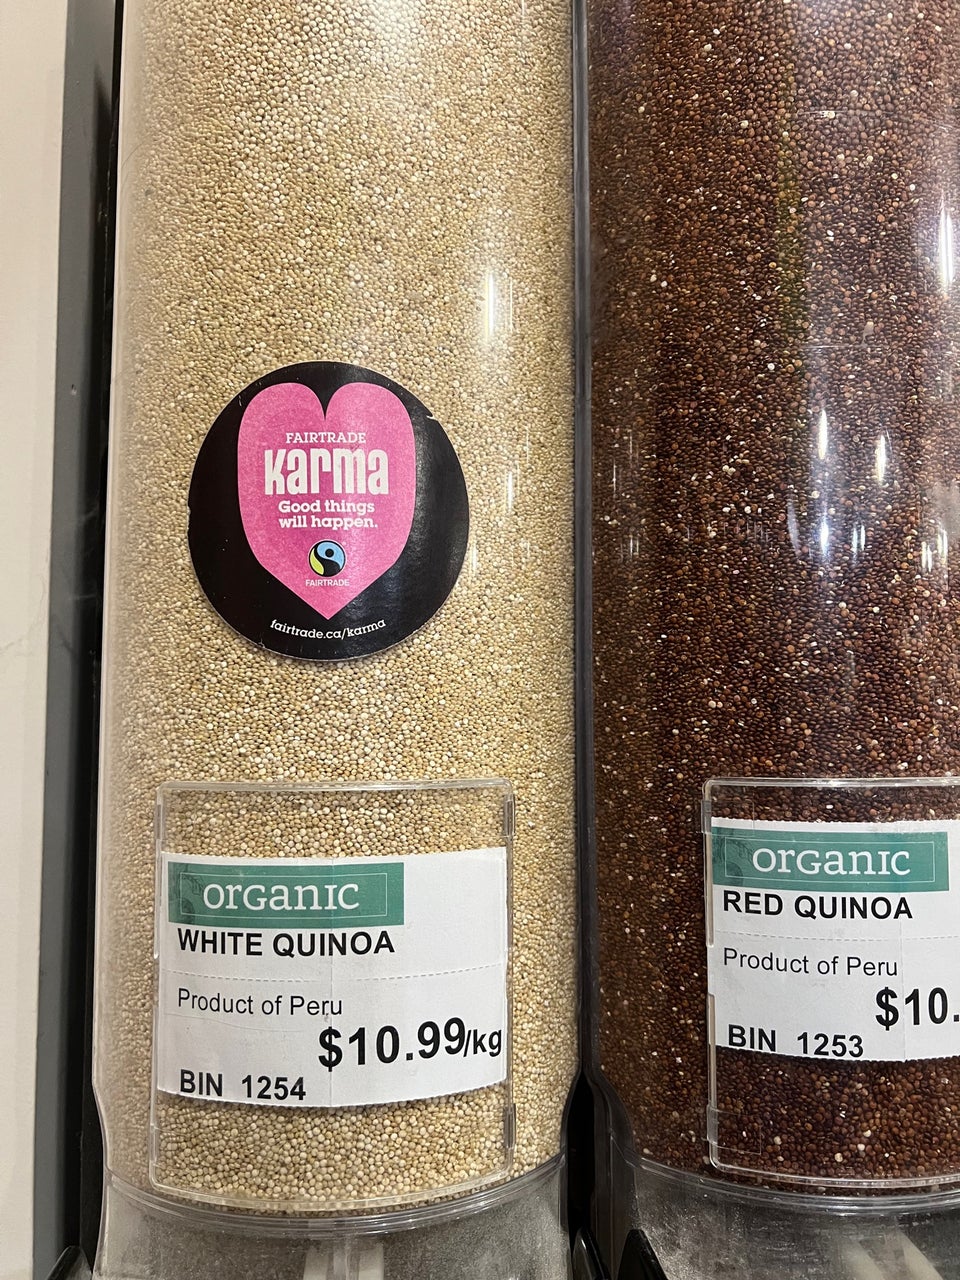 FAIRTRADE
karma
Good things
will happen.
FAIRTRADE
fairtrade.ca/karma
organic
WHITE QUINOA
Product of Peru
$10.99/kg
BIN 1254
organic
RED QUINOA
Product of Peru
$10.
BIN 1253